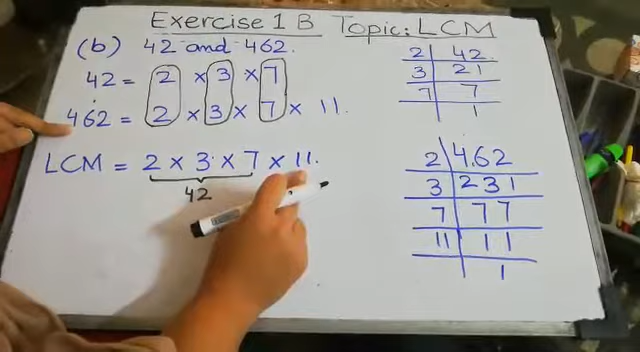 Exercise 1 B Topic: LCM
(b) 42 and 462.
42 = 2 × 3 × 7
462 = 2 × 3 × 7 × 11.
LCM = 2 × 3 × 7 × 11.
42
2 42
3 21
7 7
1
2 462
3 231
7 77
11 11
1